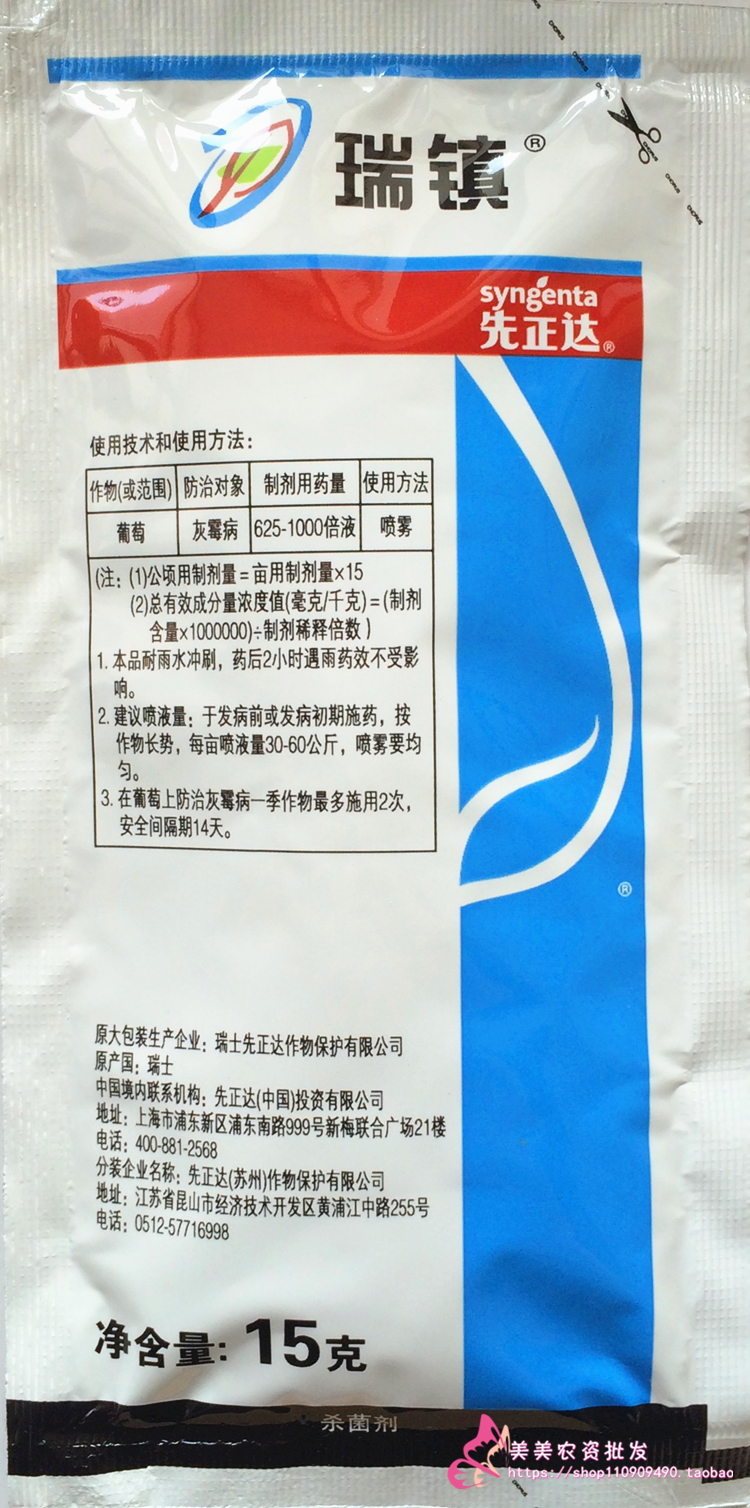 CHORUS
瑞镇®
syngenta
先正达®
使用技术和使用方法：
作物(或范围) 防治对象 制剂用药量 使用方法
葡萄 灰霉病 625-1000倍液 喷雾
(注：(1)公顷用制剂量=亩用制剂量×15
(2)总有效成分量浓度值(毫克/千克)=(制剂
含量×1000000)÷制剂稀释倍数)
1. 本品耐雨水冲刷，药后2小时遇雨药效不受影
响。
2. 建议喷液量：于发病前或发病初期施药，按
作物长势，每亩喷液量30-60公斤，喷雾要均
匀。
3. 在葡萄上防治灰霉病一季作物最多施用2次，
安全间隔期14天。
®
原大包装生产企业：瑞士先正达作物保护有限公司
原产国：瑞士
中国境内联系机构：先正达(中国)投资有限公司
地址：上海市浦东新区浦东南路999号新梅联合广场21楼
电话：400-881-2568
分装企业名称：先正达(苏州)作物保护有限公司
地址：江苏省昆山市经济技术开发区黄浦江中路255号
电话：0512-57716998
净含量：15克
杀菌剂
美美农资批发
https://shop110909490.taobao